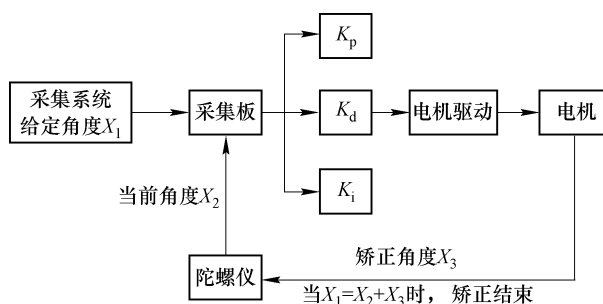 采集系统
给定角度X₁
采集板
Kₚ
K_d
Kᵢ
电机驱动
电机
当前角度X₂
陀螺仪
矫正角度X₃
当X₁=X₂+X₃时，矫正结束